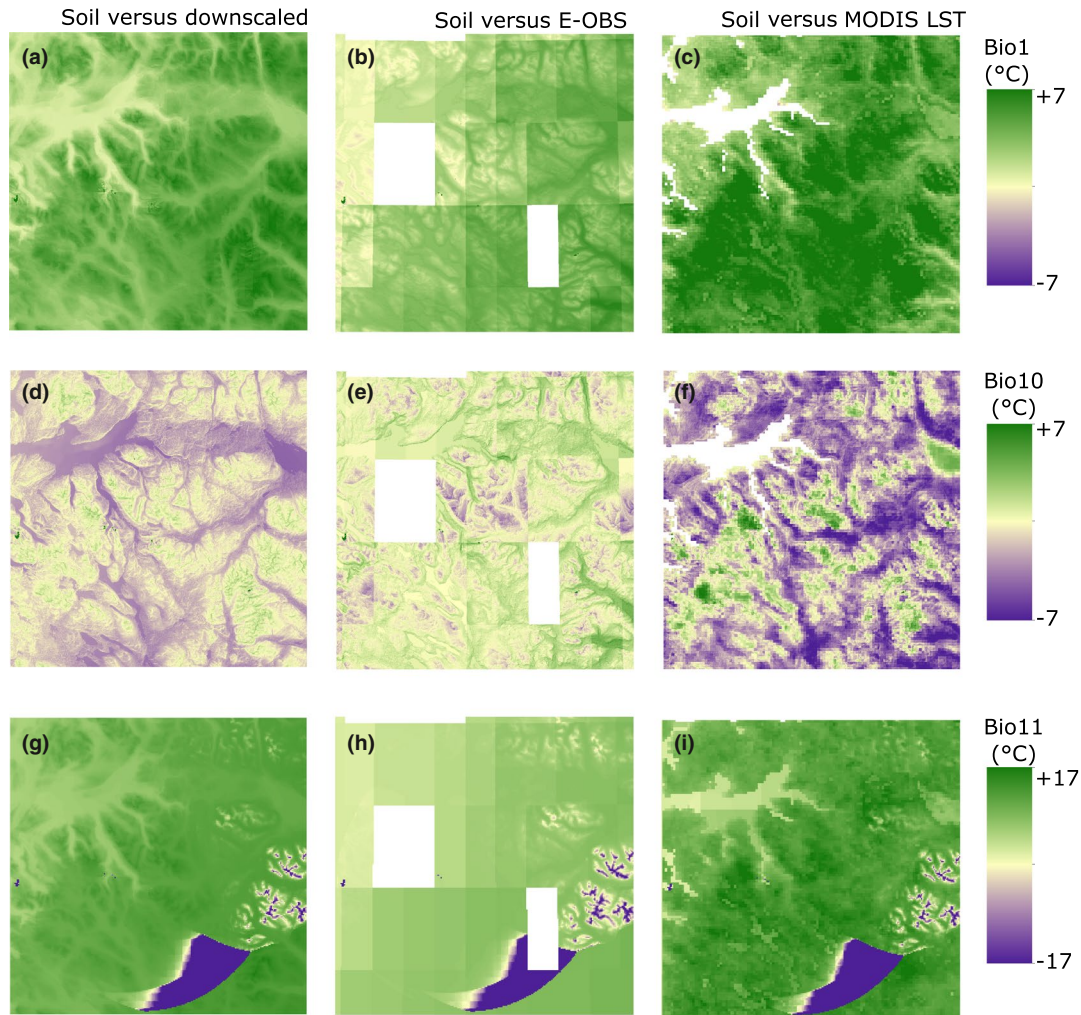 Soil versus downscaled
Soil versus E-OBS
Soil versus MODIS LST
(a)
(b)
(c)
Bio1
(°C)
+7
-7
(d)
(e)
(f)
Bio10
(°C)
+7
-7
(g)
(h)
(i)
Bio11
(°C)
+17
-17